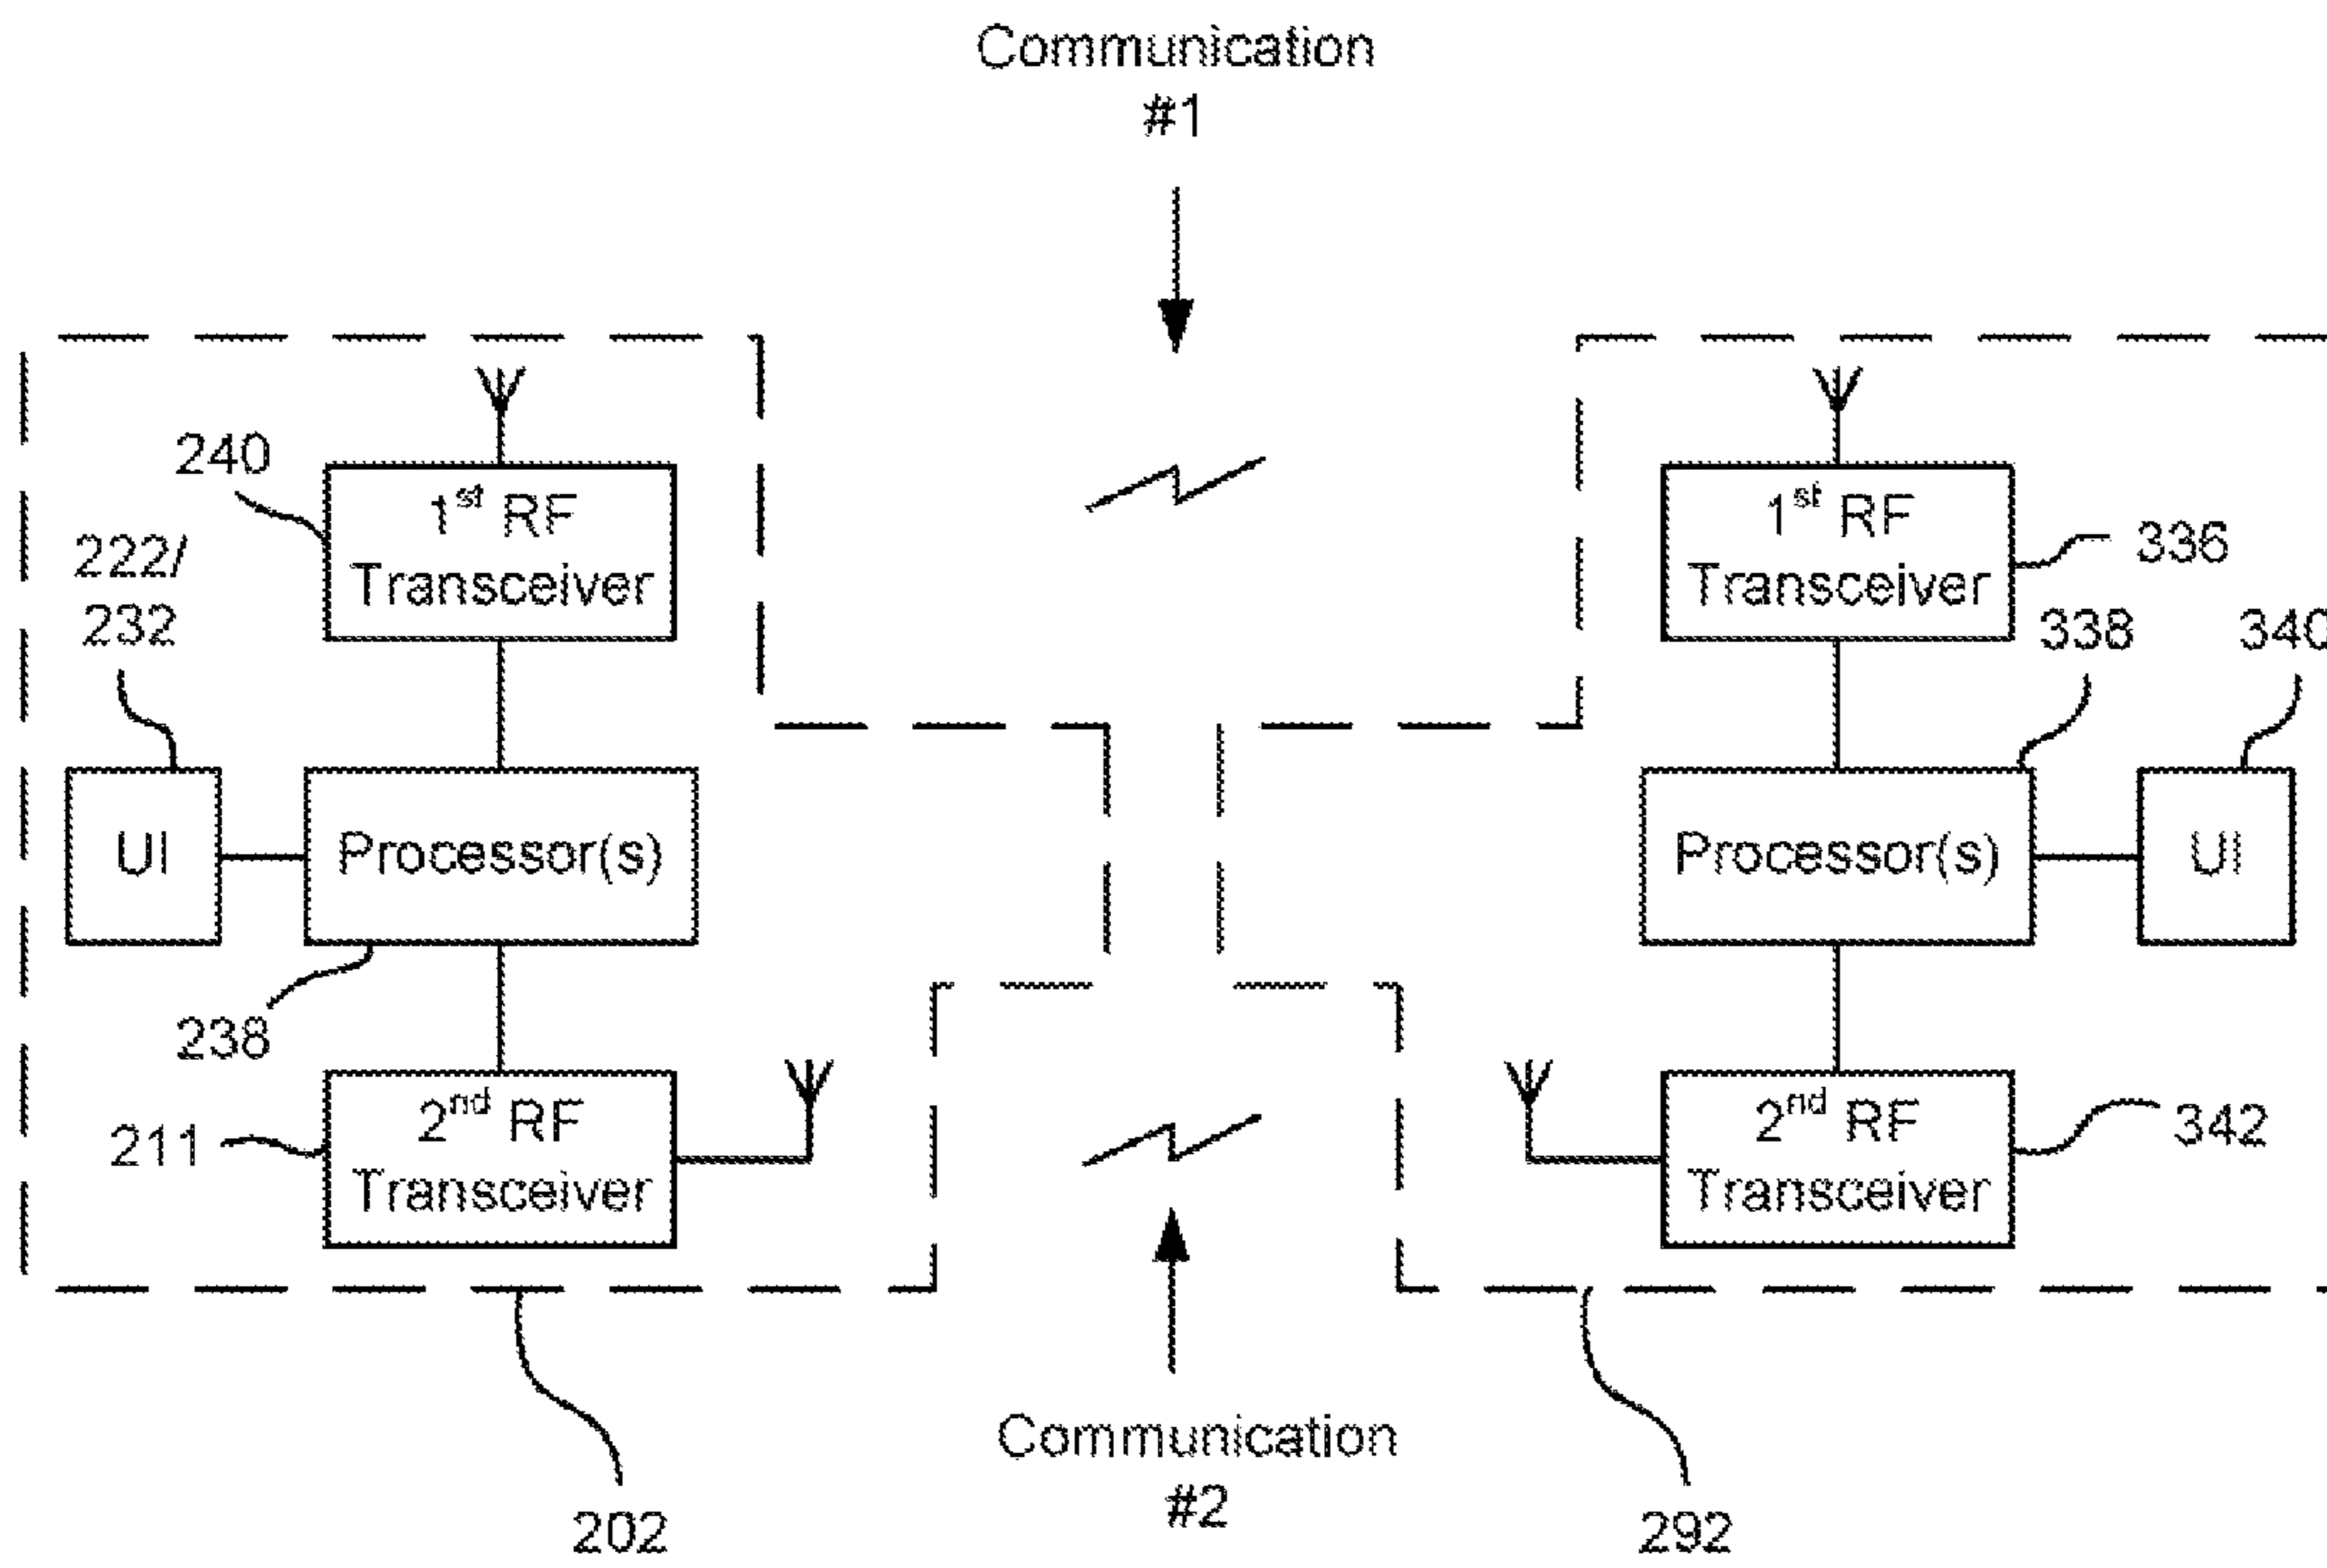 Communication
#1
240
1st RF
Transceiver
222/
232
UI
Processor(s)
238
211
2nd RF
Transceiver
202
1st RF
Transceiver
336
338
340
Processor(s)
UI
2nd RF
Transceiver
342
292
Communication
#2